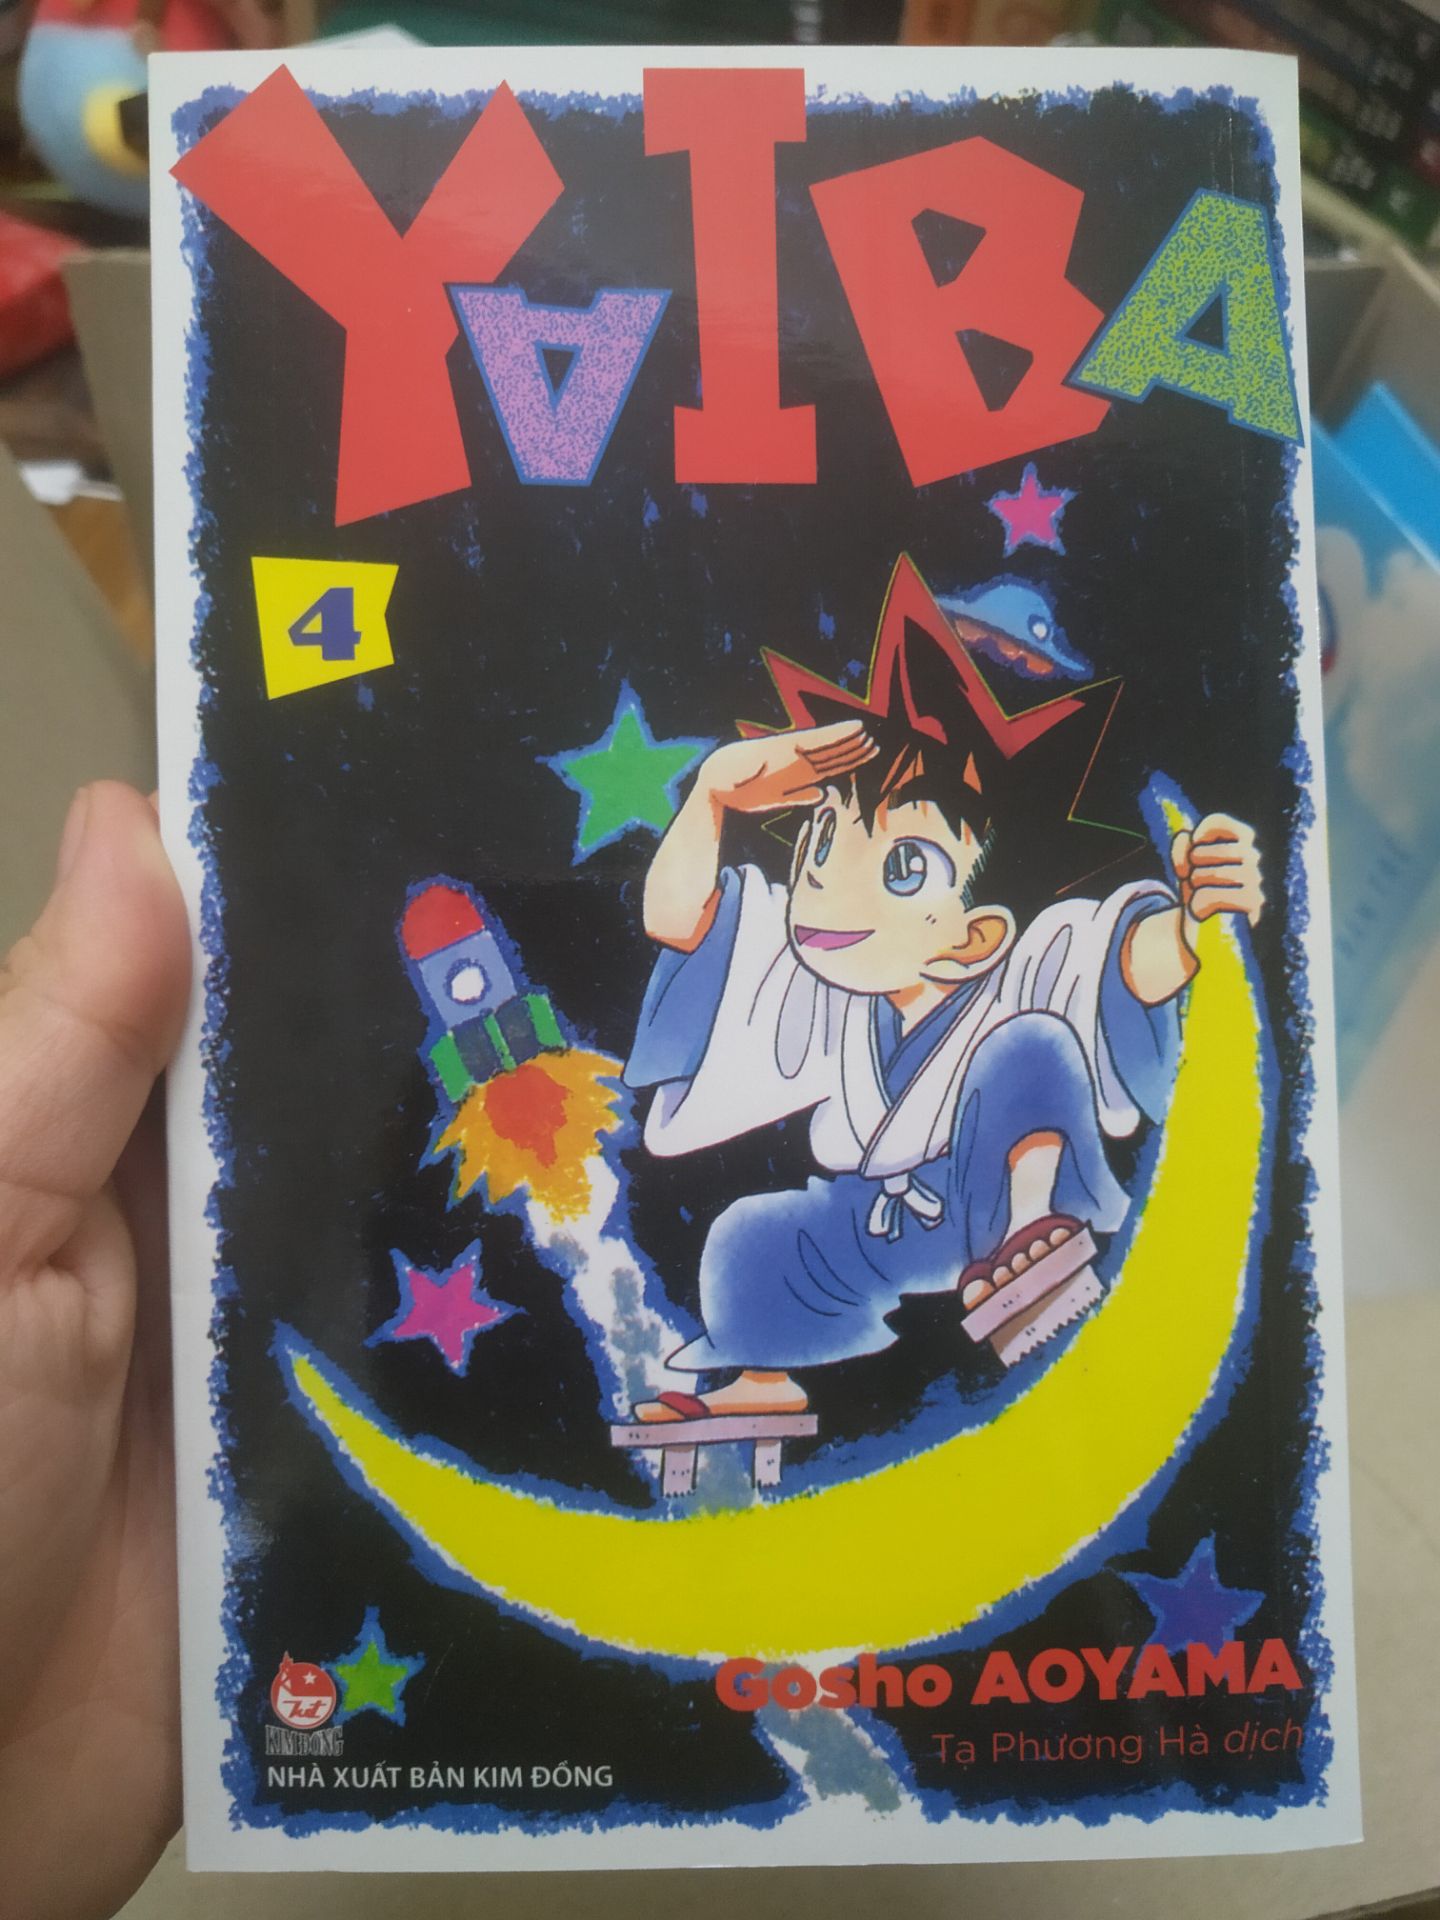 YAIBA
4
Gosho AOYAMA
Tạ Phương Hà dịch
KIM ĐỒNG
NHÀ XUẤT BẢN KIM ĐỒNG